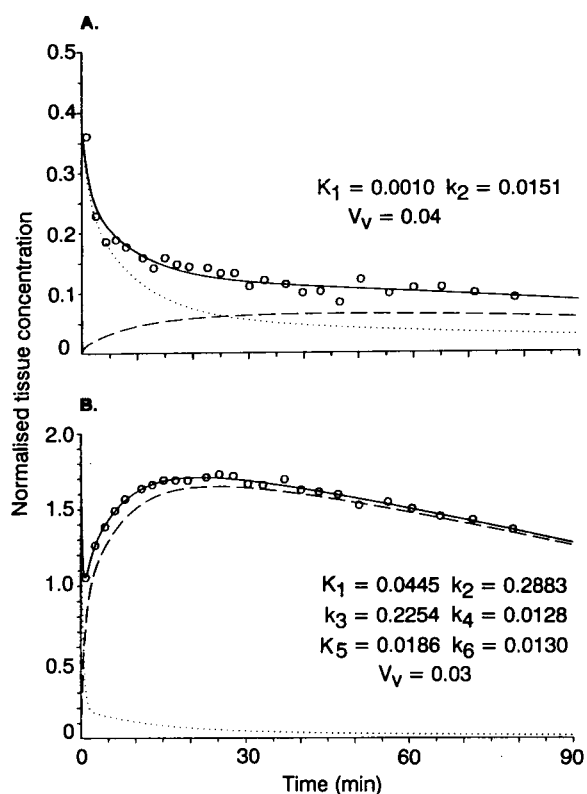 A.
0.5
0.4
0.3
0.2
0.1
0
K1 = 0.0010 k2 = 0.0151
Vv = 0.04
Normalised tissue concentration
B.
2.0
1.5
1.0
0.5
0
K1 = 0.0445 k2 = 0.2883
k3 = 0.2254 k4 = 0.0128
K5 = 0.0186 k6 = 0.0130
Vv = 0.03
0 30 60 90
Time (min)